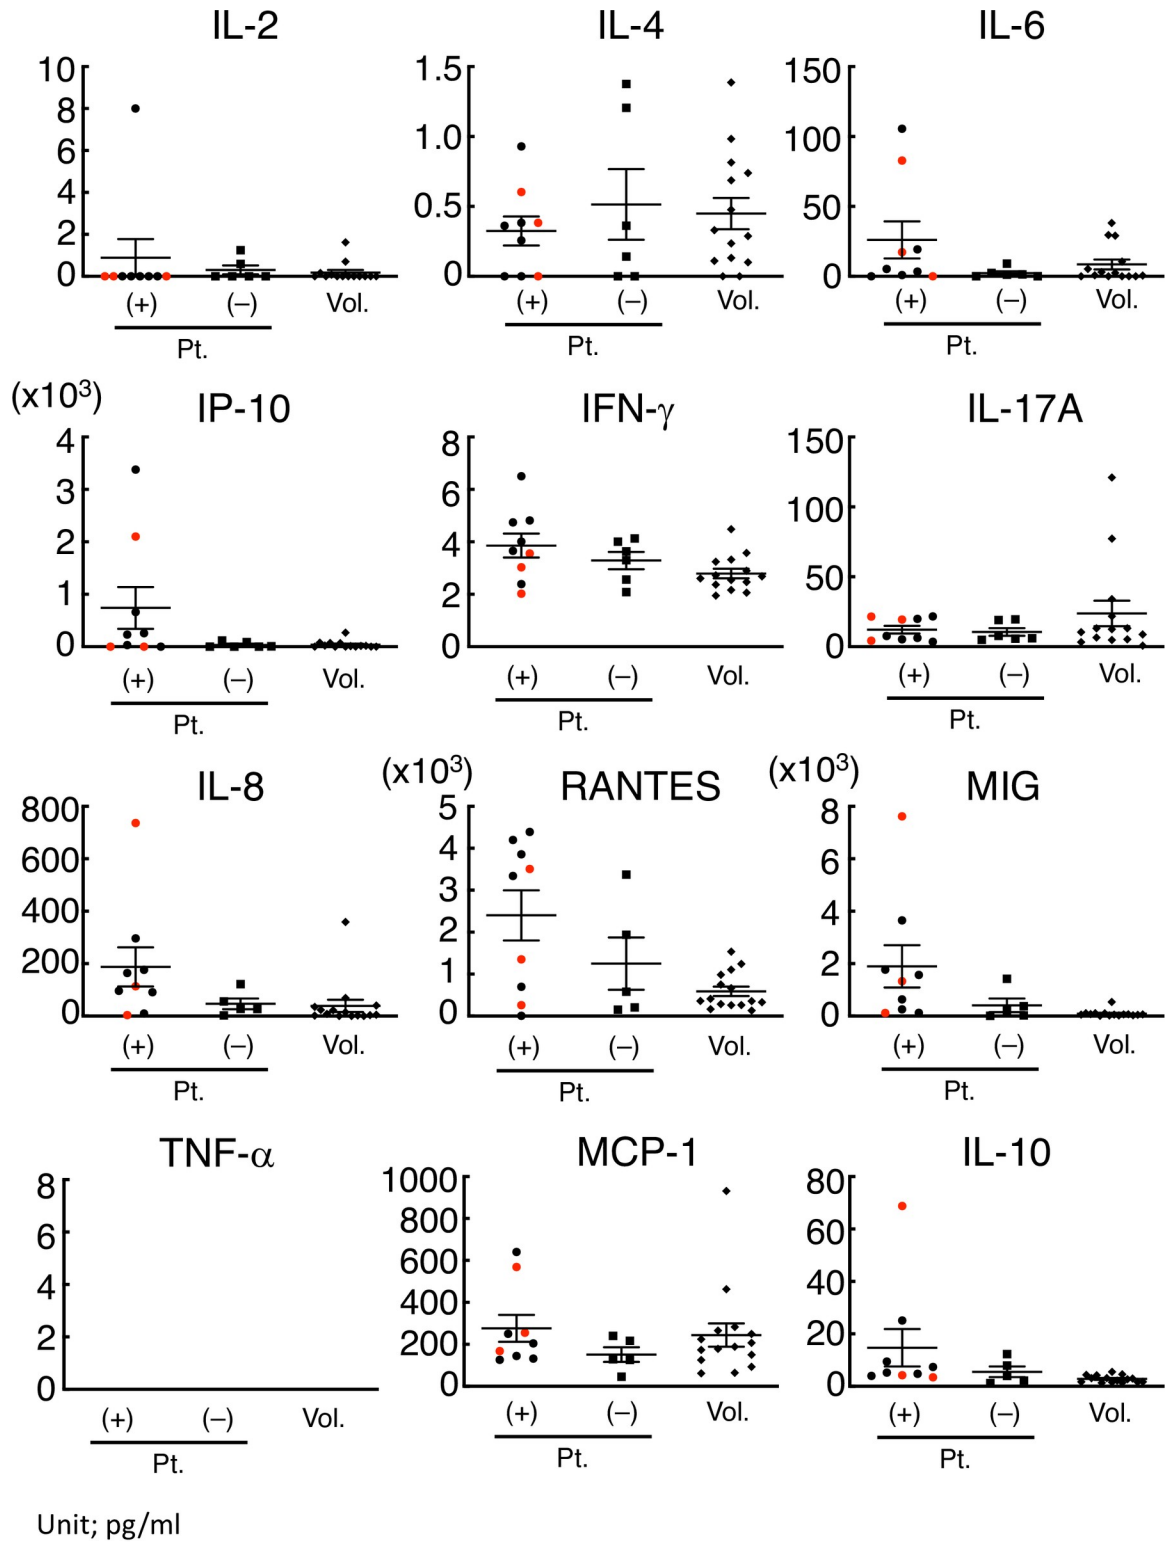 IL-2 IL-4 IL-6
10 1.5 150
8
6 1.0 100
4 0.5 50
2
0 0 0
(+) (–) Vol. (+) (–) Vol. (+) (–) Vol.
Pt. Pt. Pt.
(x10³) IP-10 IFN-γ IL-17A
4 8 150
3 6 100
2 4
1 2 50
0 0 0
(+) (–) Vol. (+) (–) Vol. (+) (–) Vol.
Pt. Pt. Pt.
IL-8 (x10³) RANTES (x10³) MIG
800 5 8
600 4 6
400 3 4
200 2 2
1
0 0 0
(+) (–) Vol. (+) (–) Vol. (+) (–) Vol.
Pt. Pt. Pt.
TNF-α MCP-1 IL-10
8 1000 80
6 800 60
4 600 40
2 400 20
200
0 0 0
(+) (–) Vol. (+) (–) Vol. (+) (–) Vol.
Pt. Pt. Pt.
Unit; pg/ml